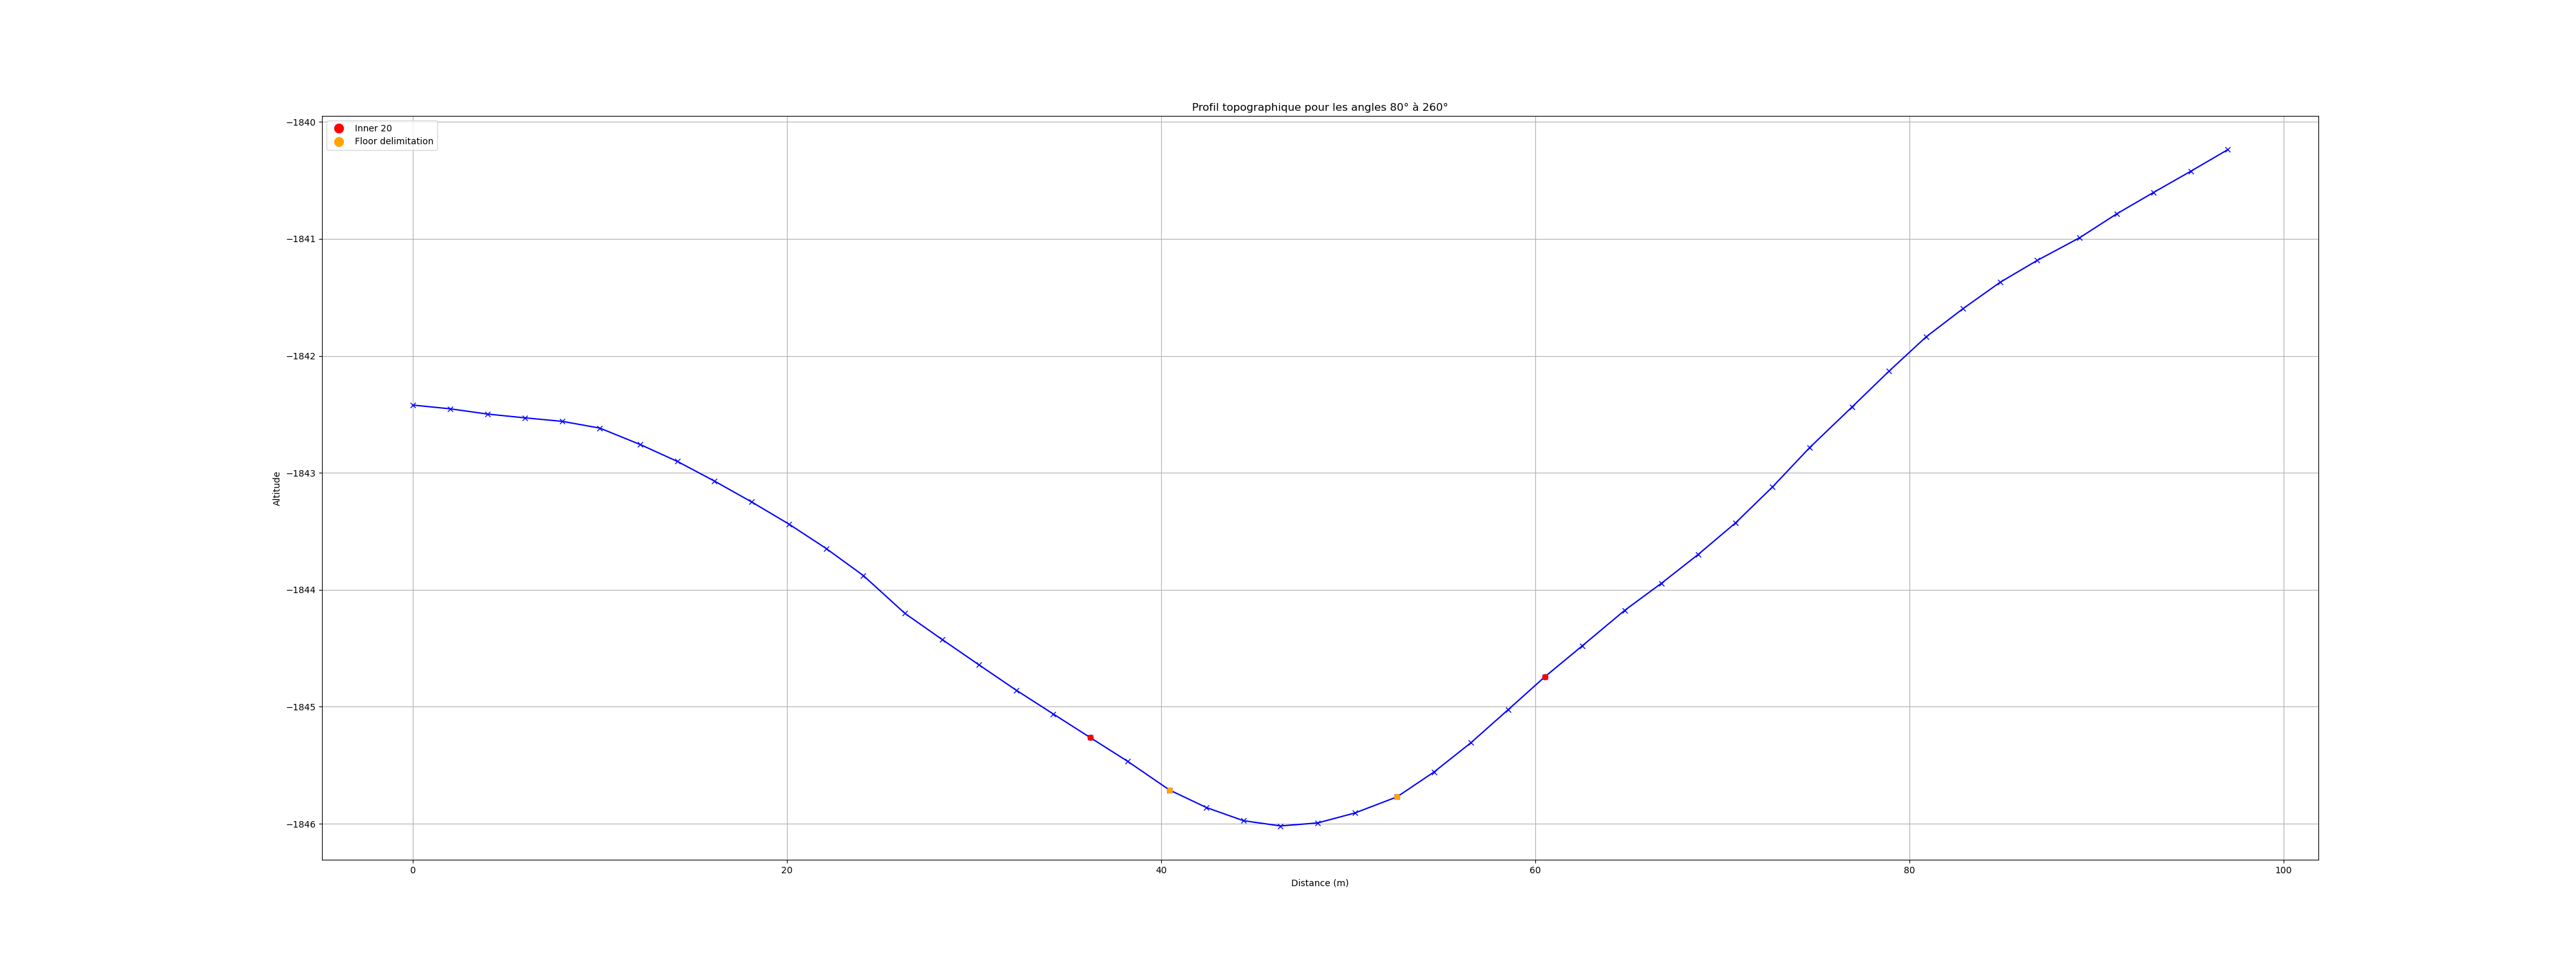 Profil topographique pour les angles 80° à 260°
Inner 20
Floor delimitation
−1840
−1841
−1842
−1843
−1844
−1845
−1846
Altitude
0 20 40 60 80 100
Distance (m)